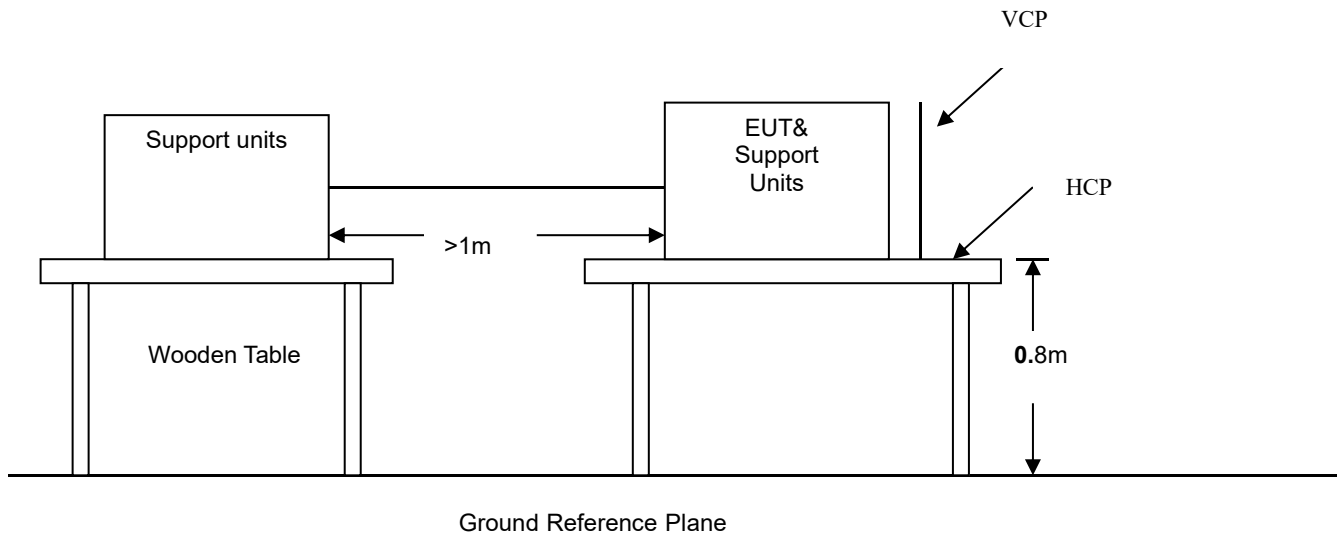 VCP
Support units
EUT&
Support
Units
HCP
>1m
Wooden Table
0.8m
Ground Reference Plane